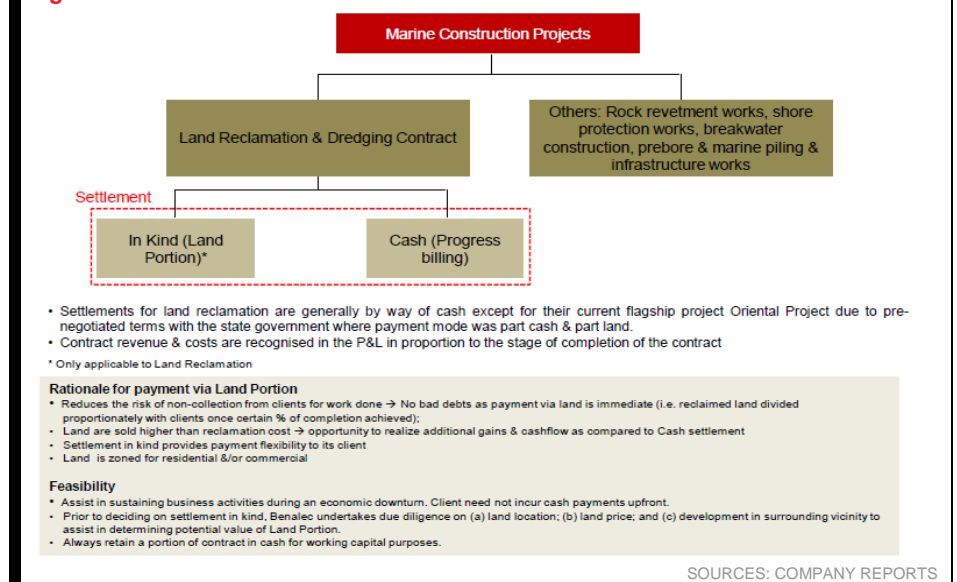 Marine Construction Projects
Land Reclamation & Dredging Contract
Others: Rock revetment works, shore
protection works, breakwater
construction, prebore & marine piling &
infrastructure works
Settlement
In Kind (Land
Portion)*
Cash (Progress
billing)
• Settlements for land reclamation are generally by way of cash except for their current flagship project Oriental Project due to pre-
negotiated terms with the state government where payment mode was part cash & part land.
• Contract revenue & costs are recognised in the P&L in proportion to the stage of completion of the contract
* Only applicable to Land Reclamation
Rationale for payment via Land Portion
• Reduces the risk of non-collection from clients for work done → No bad debts as payment via land is immediate (i.e. reclaimed land divided
proportionately with clients once certain % of completion achieved);
• Land are sold higher than reclamation cost → opportunity to realize additional gains & cashflow as compared to Cash settlement
• Settlement in kind provides payment flexibility to its client
• Land is zoned for residential &/or commercial
Feasibility
• Assist in sustaining business activities during an economic downturn. Client need not incur cash payments upfront.
• Prior to deciding on settlement in kind, Benalec undertakes due diligence on (a) land location; (b) land price; and (c) development in surrounding vicinity to
assist in determining potential value of Land Portion.
• Always retain a portion of contract in cash for working capital purposes.
SOURCES: COMPANY REPORTS